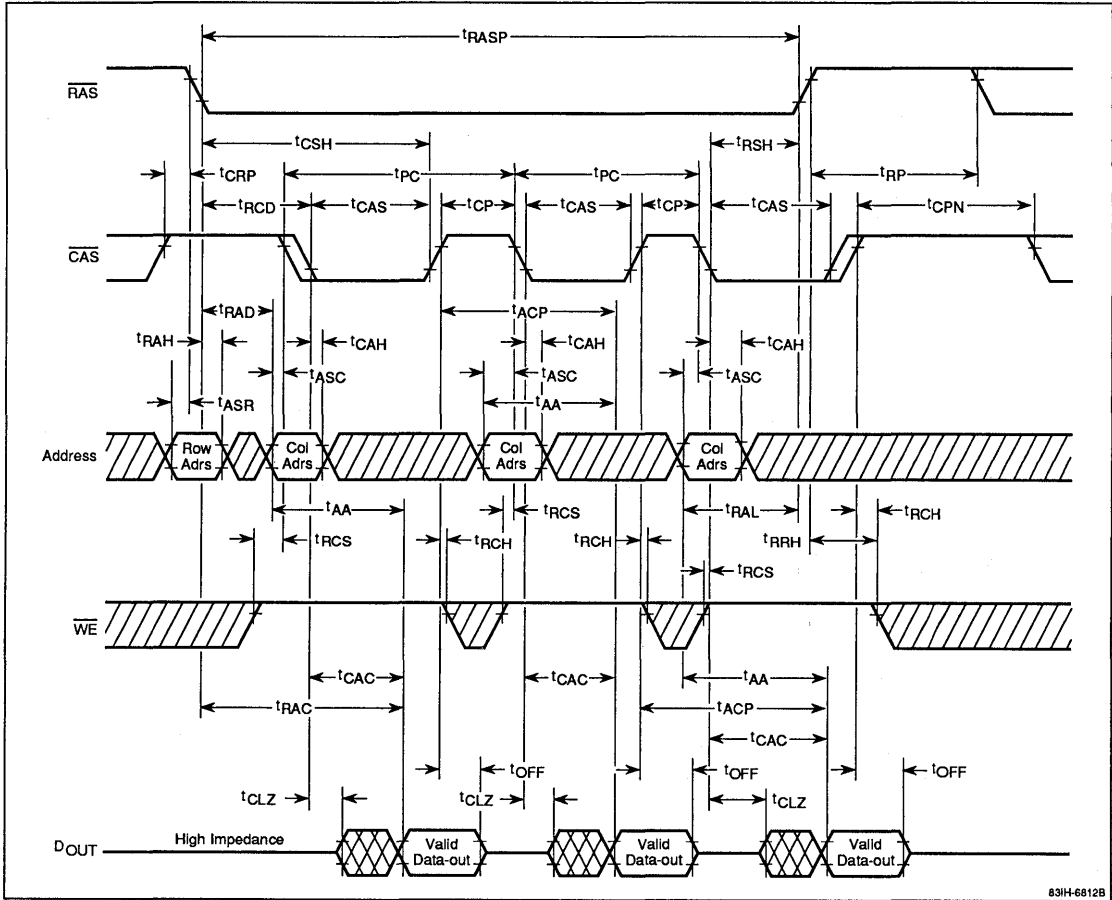 tRASP
RAS
tCSH
tRSH
tCRP
tPC
tPC
tRP
tRCD
tCAS
tCP
tCAS
tCP
tCAS
tCPN
CAS
tRAD
tACP
tRAH
tCAH
tCAH
tCAH
tASC
tASC
tASC
tASR
tAA
Address
Row
Adrs
Col
Adrs
Col
Adrs
Col
Adrs
tAA
tRCS
tRAL
tRCH
tRCS
tRCH
tRCH
tRRH
tRCS
WE
tCAC
tCAC
tAA
tRAC
tACP
tCAC
tOFF
tOFF
tOFF
tCLZ
tCLZ
tCLZ
DOUT
High Impedance
Valid
Data-out
Valid
Data-out
Valid
Data-out
83IH-6812B